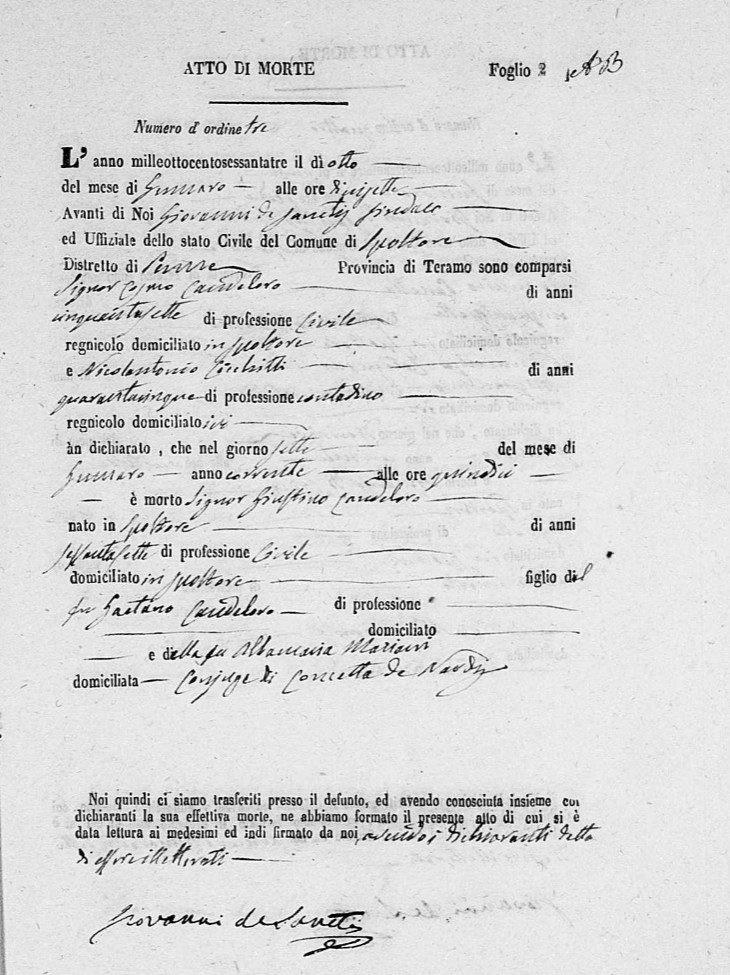 ATTO DI MORTE Foglio 2
Numero d' ordine tre
L' anno milleottocentosessantatre il dì otto
del mese di Gennaro alle ore diciasette
Avanti di Noi Giovanni de Sanctis Sindaco
ed Uffiziale dello stato Civile del Comune di Spoltore
Distretto di Penne Provincia di Teramo sono comparsi
Signor Cosmo Candeloro di anni
cinquantasette di professione Civile
regnicolo domiciliato in Spoltore
e Nicolantonio di anni
quarantacinque di professione contadino
regnicolo domiciliato ivi
àn dichiarato , che nel giorno sette del mese di
Gennaro anno corrente alle ore quindici
è morto Signor Giustino Candeloro
nato in Spoltore di anni
di professione Civile
domiciliato in Spoltore figlio del
fu Gaetano Candeloro di professione
domiciliato
e della fu Albamaria Mariani
domiciliata Conjuge di Concetta de Nardis
Noi quindi ci siamo trasferiti presso il defunto, ed avendo conosciuta insieme coi
dichiaranti la sua effettiva morte, ne abbiamo formato il presente atto di cui si è
data lettura ai medesimi ed indi firmato da noi, avendo i dichiaranti detto
di essere illetterati
Giovanni de Sanctis